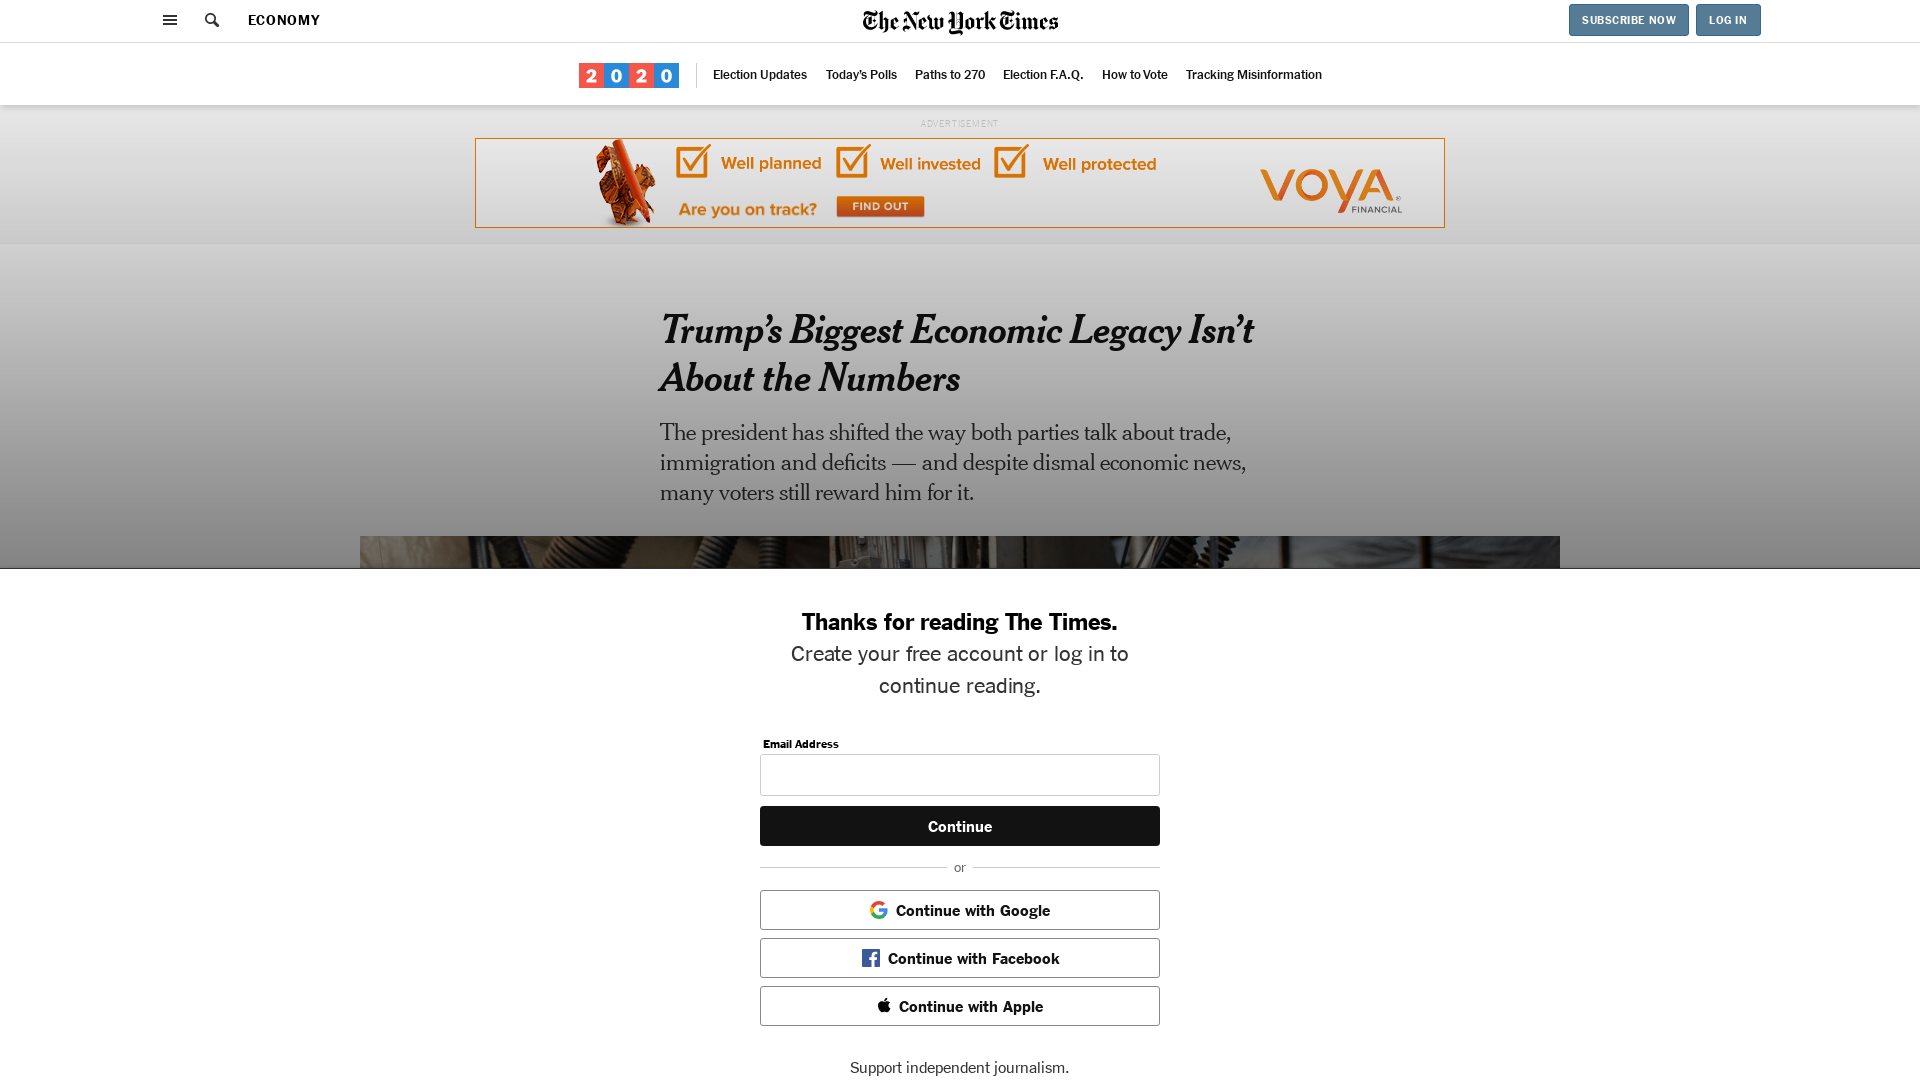 ECONOMY
The New York Times
SUBSCRIBE NOW
LOG IN
2020
Election Updates
Today's Polls
Paths to 270
Election F.A.Q.
How to Vote
Tracking Misinformation
ADVERTISEMENT
Well planned
Well invested
Well protected
Are you on track?
FIND OUT
VOYA
FINANCIAL
Trump's Biggest Economic Legacy Isn't
About the Numbers
The president has shifted the way both parties talk about trade,
immigration and deficits — and despite dismal economic news,
many voters still reward him for it.
Thanks for reading The Times.
Create your free account or log in to
continue reading.
Email Address
Continue
or
Continue with Google
Continue with Facebook
Continue with Apple
Support independent journalism.